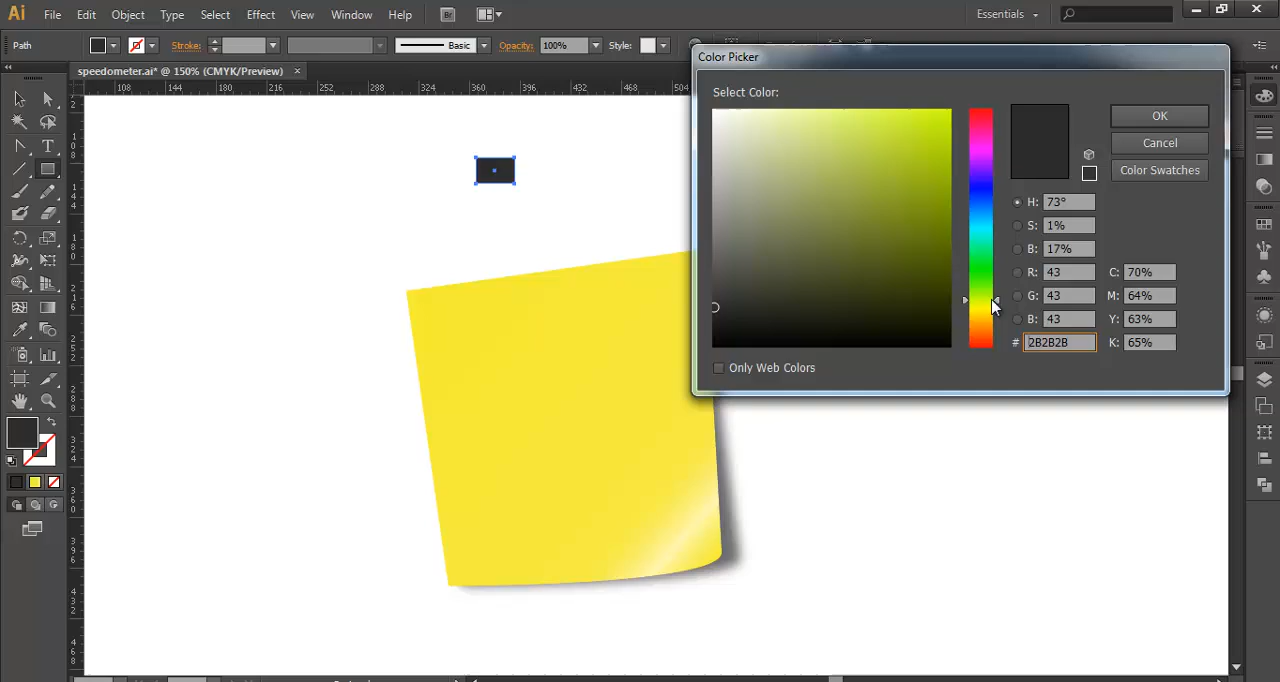 Ai File Edit Object Type Select Effect View Window Help Br Essentials
Path Stroke: Basic Opacity: 100% Style:
speedometer.ai* @ 150% (CMYK/Preview) ×
108 144 180 216 252 288 324 360 396 432 468 504
Color Picker
Select Color:
OK
Cancel
Color Swatches
H: 73°
S: 1%
B: 17%
R: 43 C: 70%
G: 43 M: 64%
B: 43 Y: 63%
# 2B2B2B K: 65%
Only Web Colors